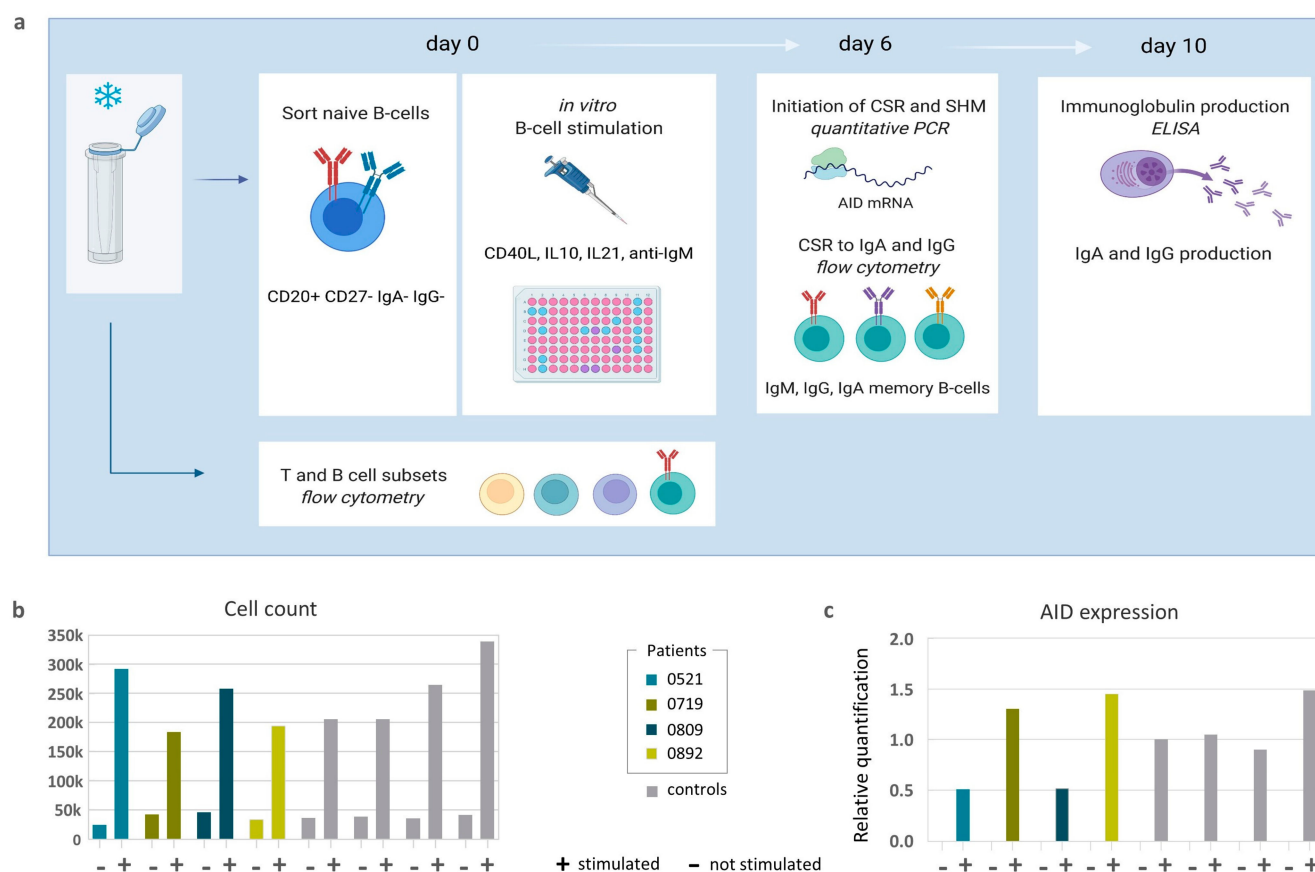 a
day 0
day 6
day 10
Sort naive B-cells
CD20+ CD27- IgA- IgG-
in vitro
B-cell stimulation
CD40L, IL10, IL21, anti-IgM
Initiation of CSR and SHM
quantitative PCR
AID mRNA
CSR to IgA and IgG
flow cytometry
IgM, IgG, IgA memory B-cells
Immunoglobulin production
ELISA
IgA and IgG production
T and B cell subsets
flow cytometry
b
Cell count
350k
300k
250k
200k
150k
100k
50k
0
- + - + - + - + - + - + - + - +
Patients
0521
0719
0809
0892
controls
+ stimulated - not stimulated
c
AID expression
Relative quantification
2.0
1.5
1.0
0.5
0.0
- + - + - + - + - + - + - + - +